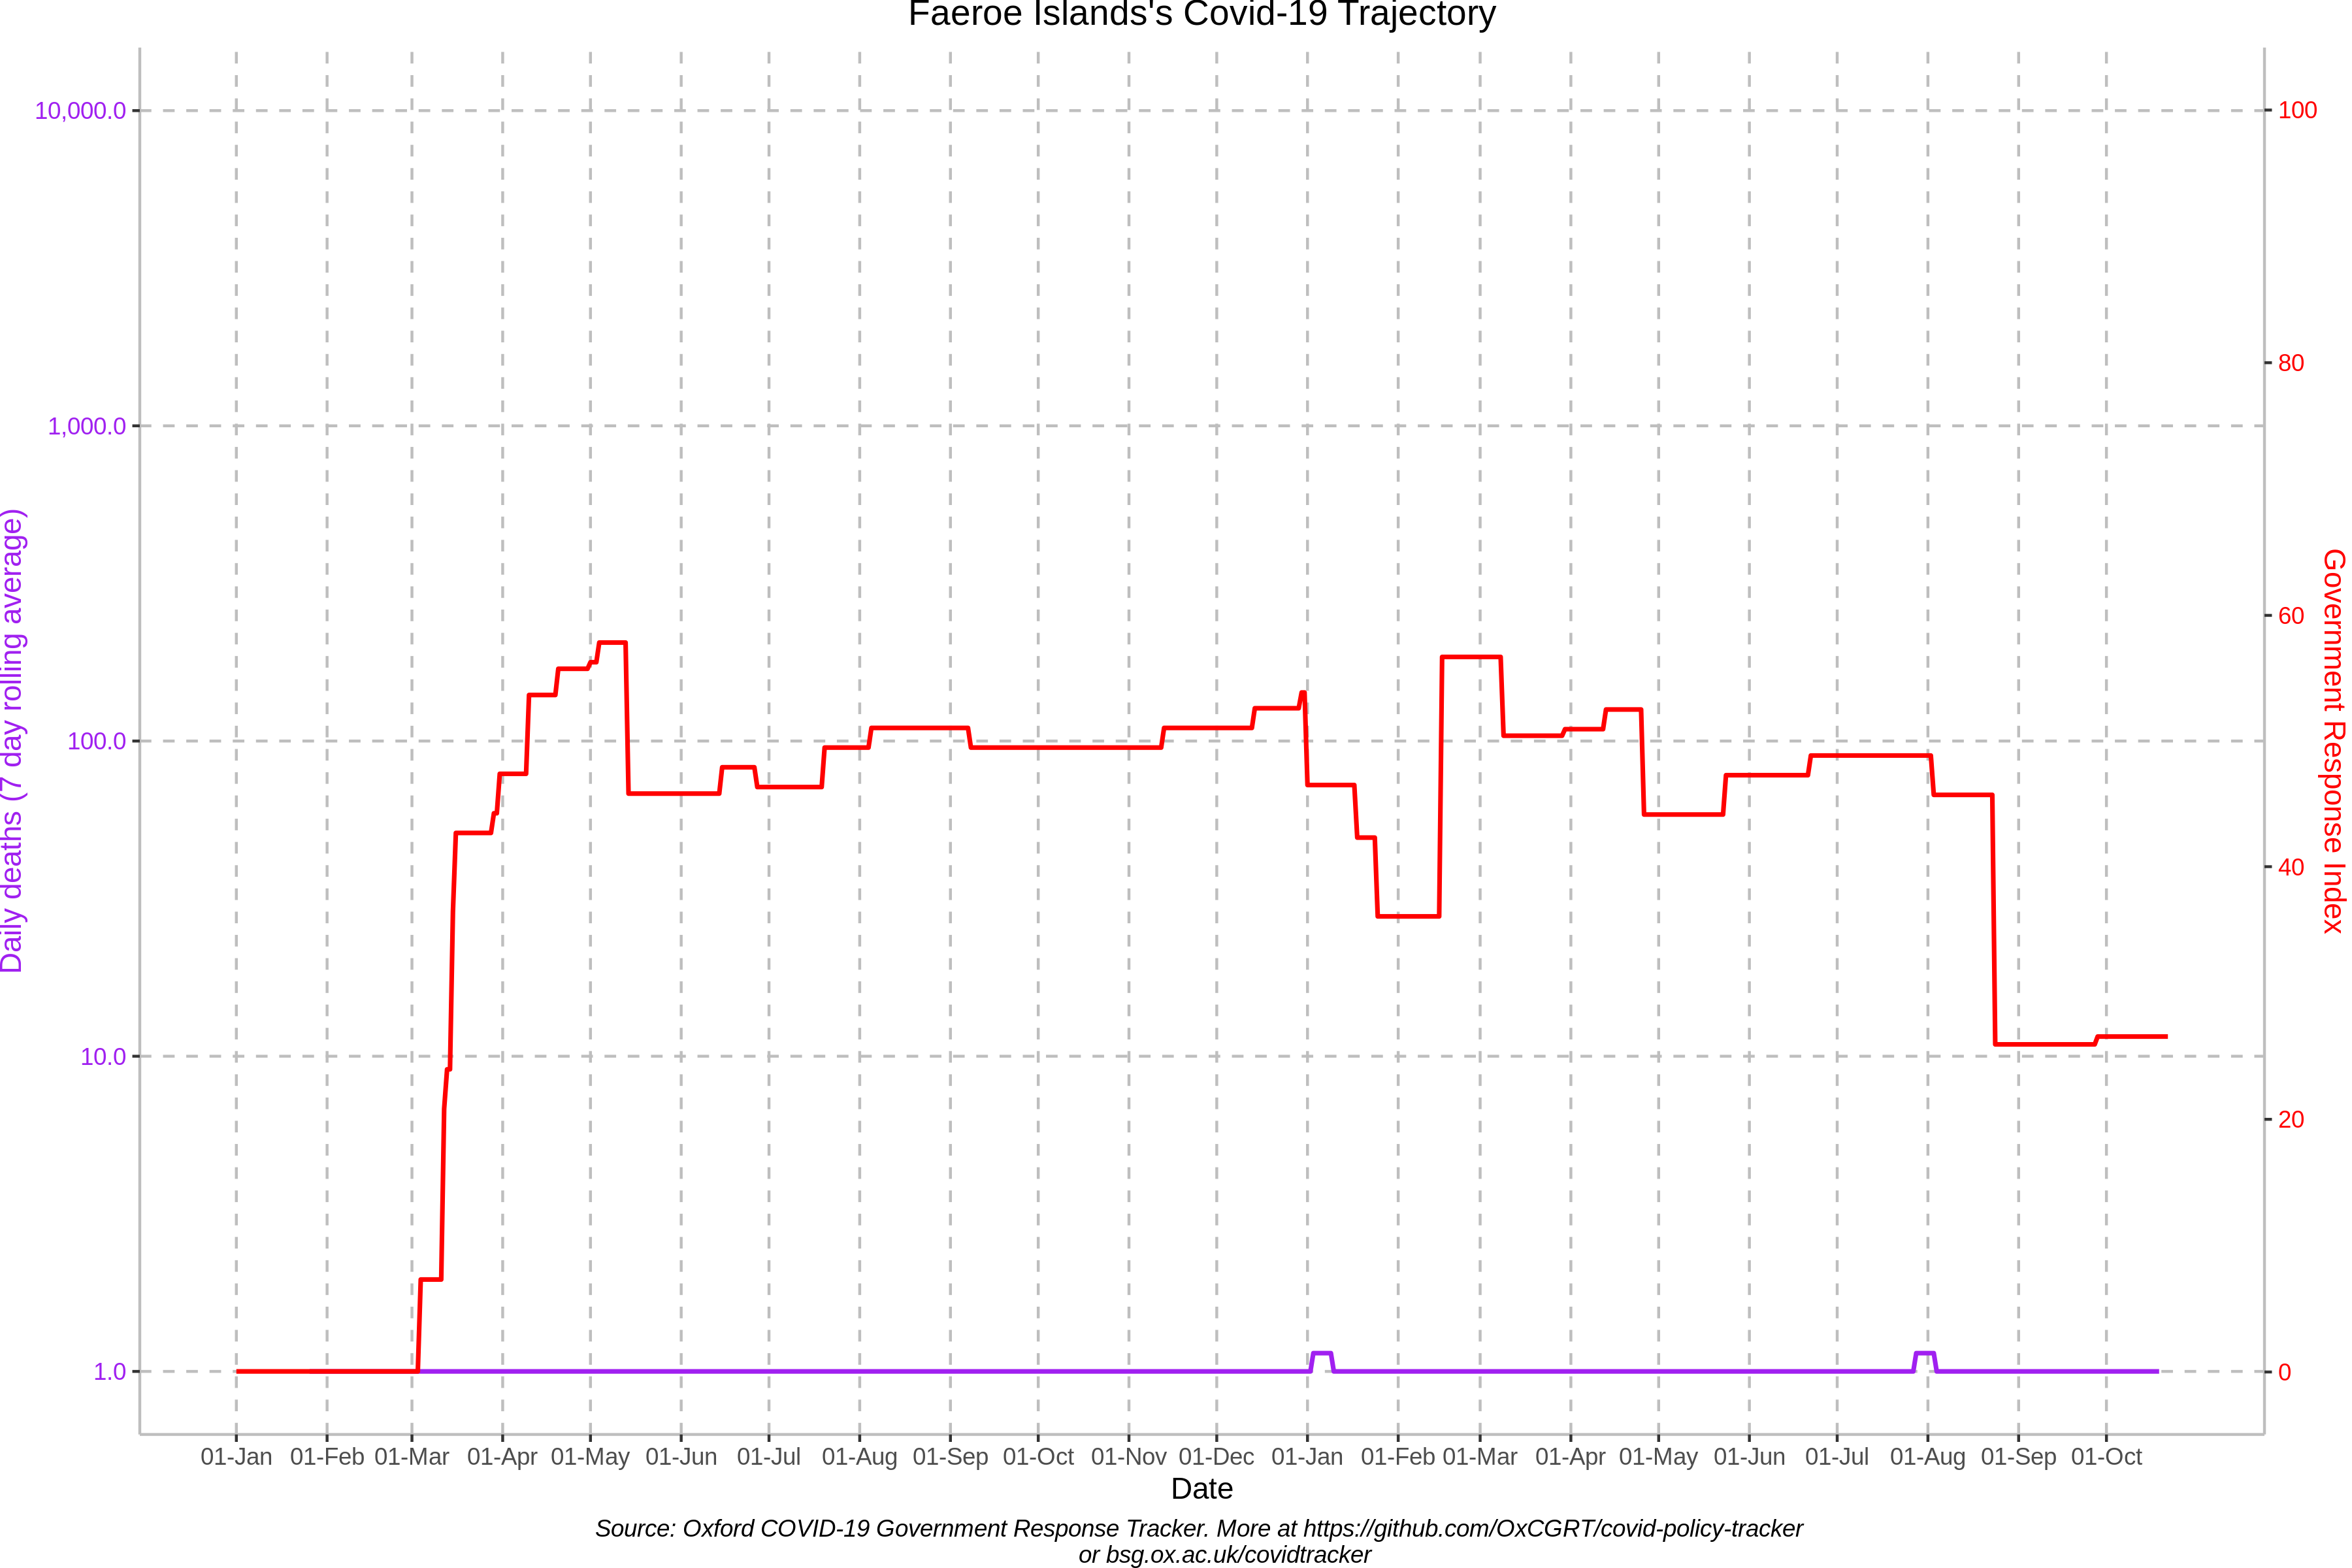 Faeroe Islands's Covid-19 Trajectory
10,000.0
1,000.0
100.0
10.0
1.0
Daily deaths (7 day rolling average)
100
80
60
40
20
0
Government Response Index
01-Jan 01-Feb 01-Mar 01-Apr 01-May 01-Jun 01-Jul 01-Aug 01-Sep 01-Oct 01-Nov 01-Dec 01-Jan 01-Feb 01-Mar 01-Apr 01-May 01-Jun 01-Jul 01-Aug 01-Sep 01-Oct
Date
Source: Oxford COVID-19 Government Response Tracker. More at https://github.com/OxCGRT/covid-policy-tracker
or bsg.ox.ac.uk/covidtracker